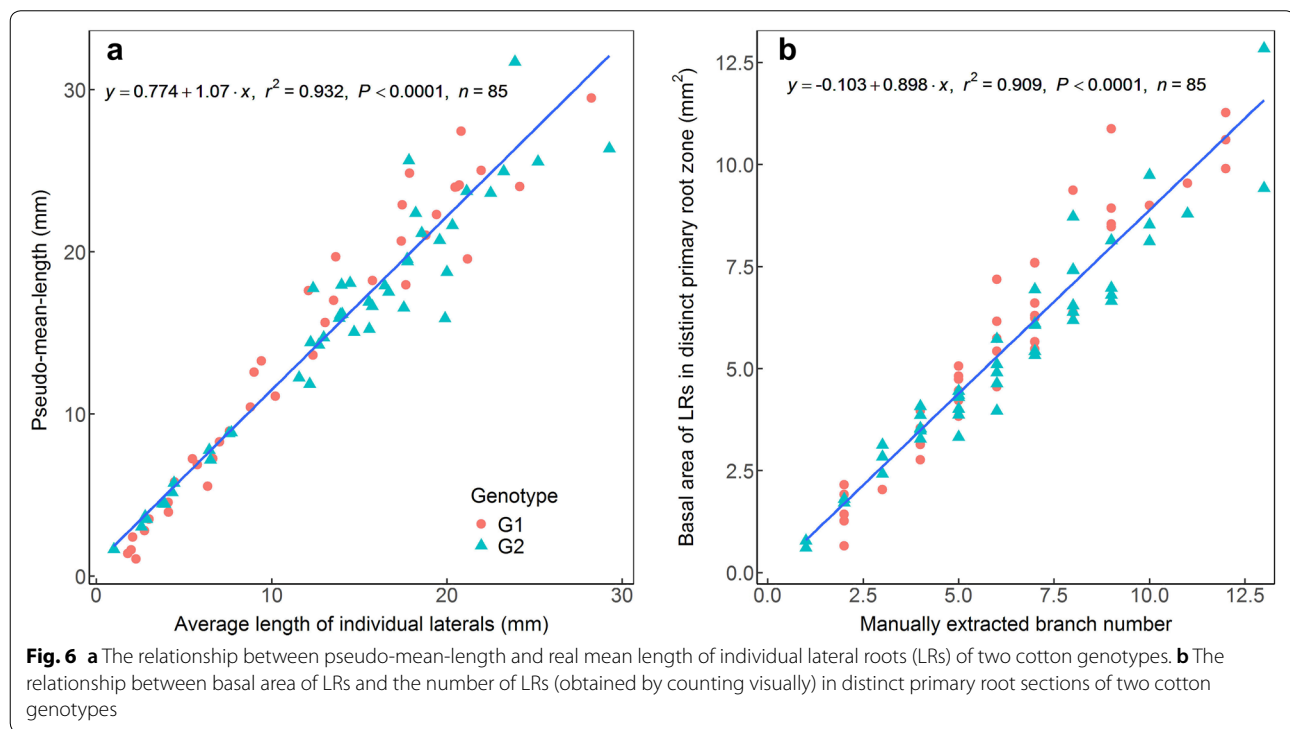 a
y = 0.774 + 1.07 · x, r² = 0.932, P < 0.0001, n = 85
30
20
10
0
Pseudo-mean-length (mm)
Genotype
G1
G2
0 10 20 30
Average length of individual laterals (mm)
b
y = -0.103 + 0.898 · x, r² = 0.909, P < 0.0001, n = 85
12.5
10.0
7.5
5.0
2.5
0.0
Basal area of LRs in distinct primary root zone (mm²)
0.0 2.5 5.0 7.5 10.0 12.5
Manually extracted branch number
Fig. 6 a The relationship between pseudo-mean-length and real mean length of individual lateral roots (LRs) of two cotton genotypes. b The
relationship between basal area of LRs and the number of LRs (obtained by counting visually) in distinct primary root sections of two cotton
genotypes